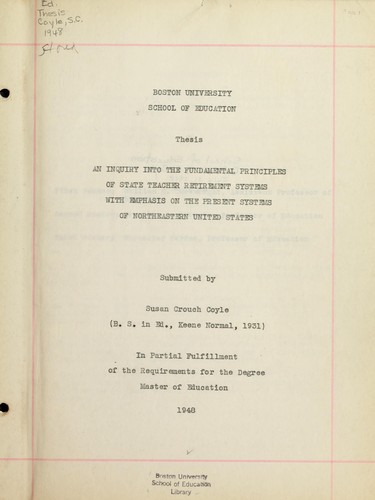 Ed.
Thesis
Coyle, S.C.
1948
BOSTON UNIVERSITY
SCHOOL OF EDUCATION
Thesis
AN INQUIRY INTO THE FUNDAMENTAL PRINCIPLES
OF STATE TEACHER RETIREMENT SYSTEMS
WITH EMPHASIS ON THE PRESENT SYSTEMS
OF NORTHEASTERN UNITED STATES
Submitted by
Susan Crouch Coyle
(B. S. in Ed., Keene Normal, 1931)
In Partial Fulfillment
of the Requirements for the Degree
Master of Education
1948
Boston University
School of Education
Library